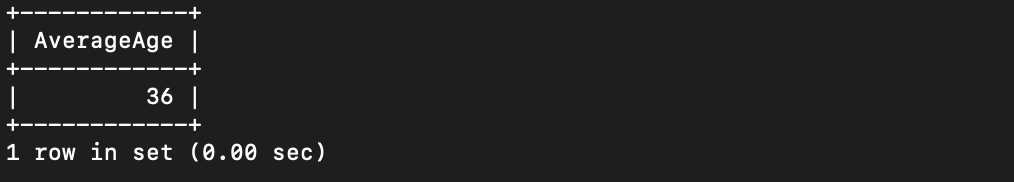 +------------+
| AverageAge |
+------------+
|         36 |
+------------+
1 row in set (0.00 sec)